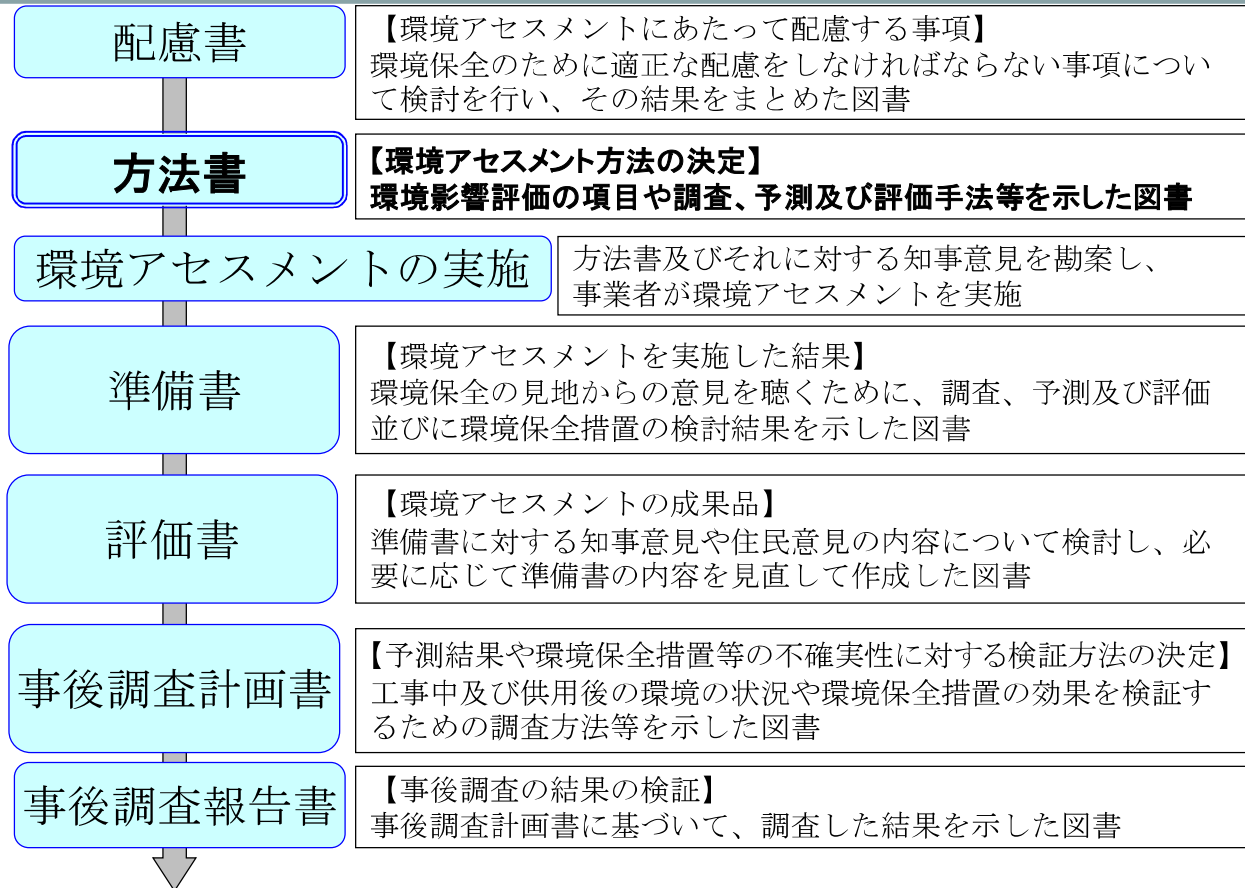 配慮書
【環境アセスメントにあたって配慮する事項】
環境保全のために適正な配慮をしなければならない事項につい
て検討を行い、その結果をまとめた図書
方法書
【環境アセスメント方法の決定】
環境影響評価の項目や調査、予測及び評価手法等を示した図書
環境アセスメントの実施
方法書及びそれに対する知事意見を勘案し、
事業者が環境アセスメントを実施
準備書
【環境アセスメントを実施した結果】
環境保全の見地からの意見を聴くために、調査、予測及び評価
並びに環境保全措置の検討結果を示した図書
評価書
【環境アセスメントの成果品】
準備書に対する知事意見や住民意見の内容について検討し、必
要に応じて準備書の内容を見直して作成した図書
事後調査計画書
【予測結果や環境保全措置等の不確実性に対する検証方法の決定】
工事中及び供用後の環境の状況や環境保全措置の効果を検証す
るための調査方法等を示した図書
事後調査報告書
【事後調査の結果の検証】
事後調査計画書に基づいて、調査した結果を示した図書